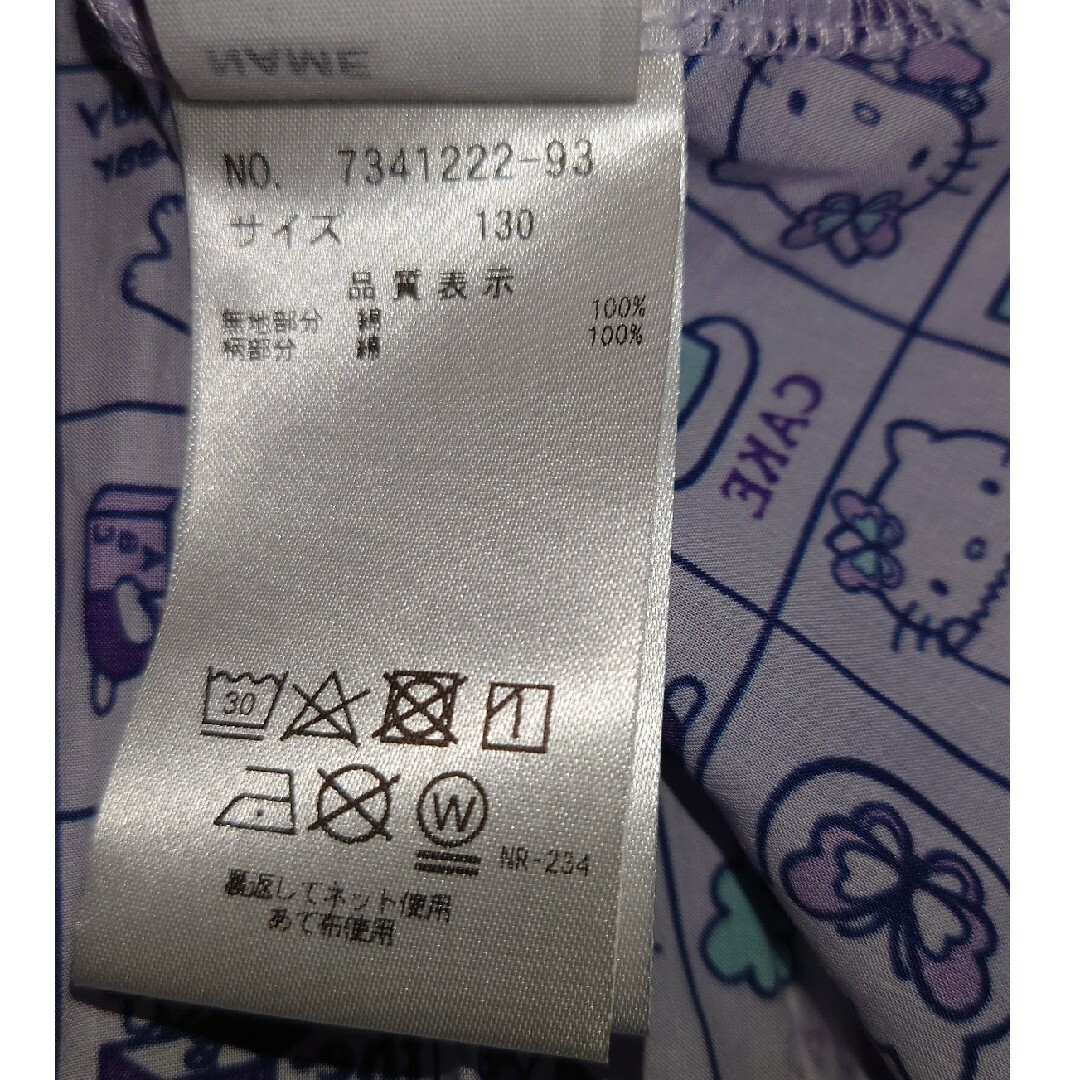 NAME
NO. 7341222-93
サイズ 130
品質表示
無地部分 綿 100%
柄部分 綿 100%
30
W
NR-234
裏返してネット使用
あて布使用
CAKE